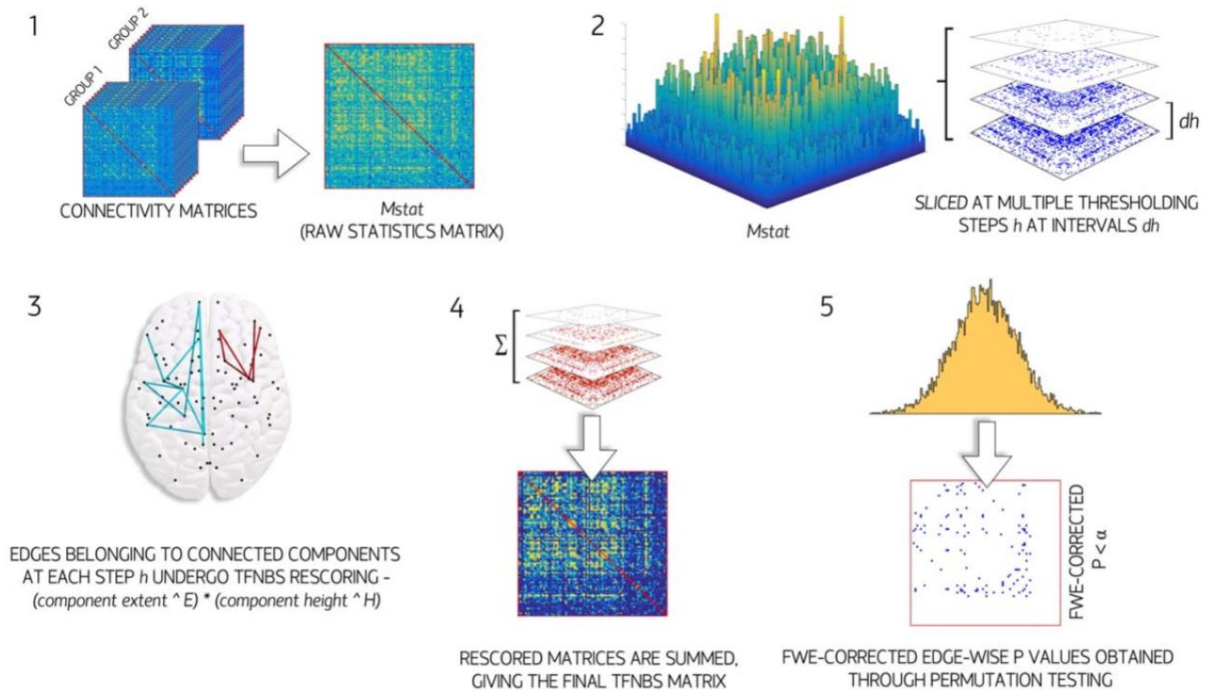 1
GROUP 2
GROUP 1
CONNECTIVITY MATRICES
Mstat
(RAW STATISTICS MATRIX)
2
Mstat
dh
SLICED AT MULTIPLE THRESHOLDING
STEPS h AT INTERVALS dh
3
EDGES BELONGING TO CONNECTED COMPONENTS
AT EACH STEP h UNDERGO TFNBS RESCORING -
(component extent ^ E) * (component height ^ H)
4
Σ
RESCORED MATRICES ARE SUMMED,
GIVING THE FINAL TFNBS MATRIX
5
FWE-CORRECTED
P < α
FWE-CORRECTED EDGE-WISE P VALUES OBTAINED
THROUGH PERMUTATION TESTING